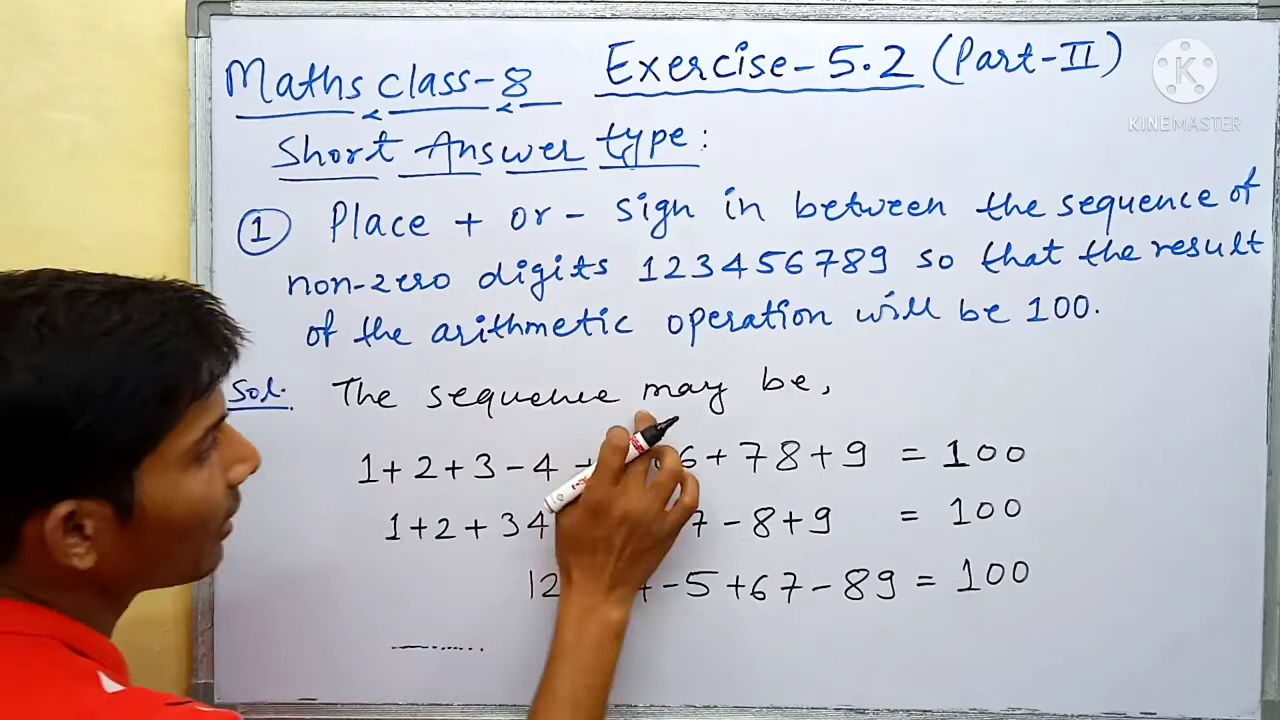 Maths class-8 Exercise-5.2 (Part-II)
KINEMASTER
Short Answer type:
1 Place + or - sign in between the sequence of
non-zero digits 123456789 so that the result
of the arithmetic operation will be 100.
Sol. The sequence may be,
1+2+3-4 6+78+9 = 100
1+2+34 7-8+9 = 100
12 -5+67-89=100